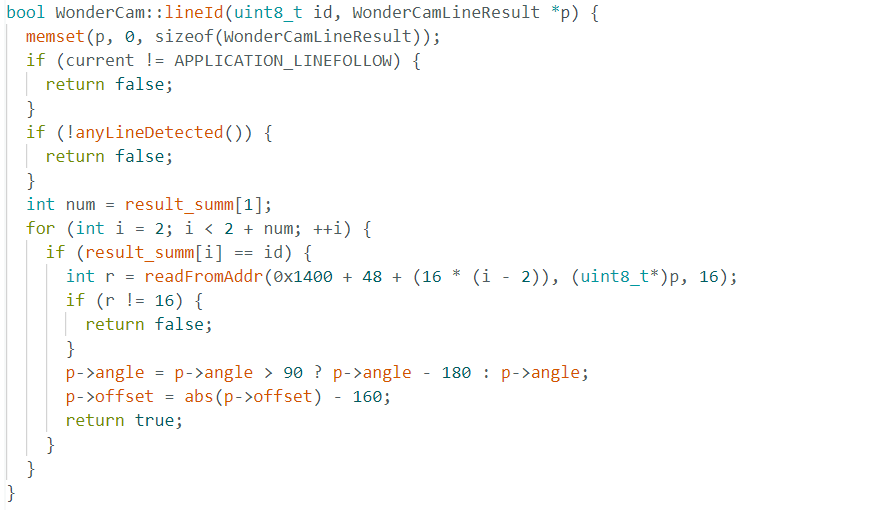 bool WonderCam::lineId(uint8_t id, WonderCamLineResult *p) {
  memset(p, 0, sizeof(WonderCamLineResult));
  if (current != APPLICATION_LINEFOLLOW) {
    return false;
  }
  if (!anyLineDetected()) {
    return false;
  }
  int num = result_summ[1];
  for (int i = 2; i < 2 + num; ++i) {
    if (result_summ[i] == id) {
      int r = readFromAddr(0x1400 + 48 + (16 * (i - 2)), (uint8_t*)p, 16);
      if (r != 16) {
        return false;
      }
      p->angle = p->angle > 90 ? p->angle - 180 : p->angle;
      p->offset = abs(p->offset) - 160;
      return true;
    }
  }
}